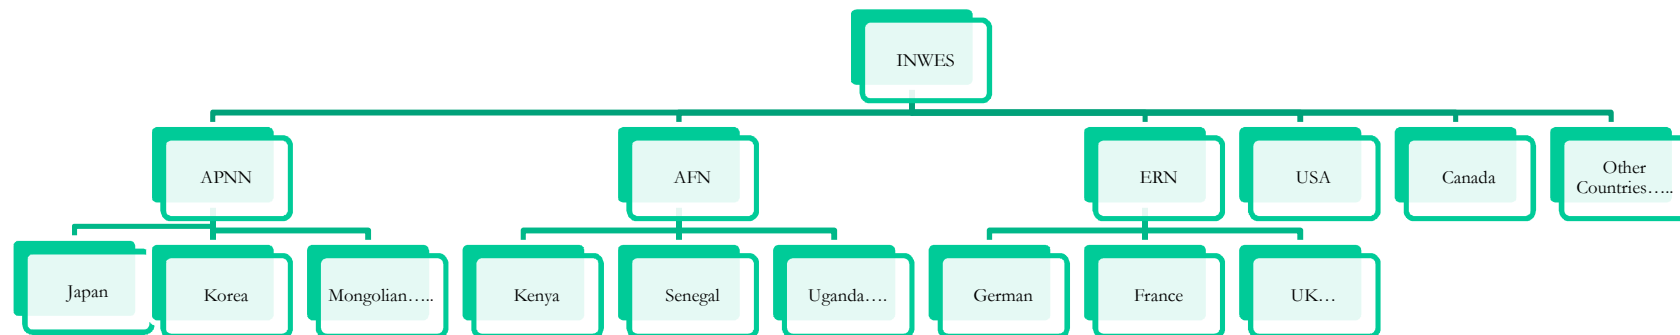 INWES
APNN
AFN
ERN
USA
Canada
Other
Countries…..
Japan
Korea
Mongolian…..
Kenya
Senegal
Uganda….
German
France
UK…